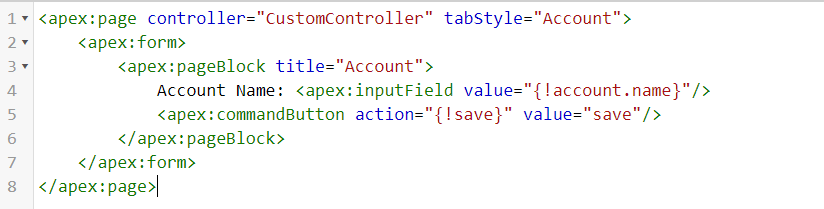 1 <apex:page controller="CustomController" tabStyle="Account">
2     <apex:form>
3         <apex:pageBlock title="Account">
4             Account Name: <apex:inputField value="{!account.name}"/>
5             <apex:commandButton action="{!save}" value="save"/>
6         </apex:pageBlock>
7     </apex:form>
8 </apex:page>